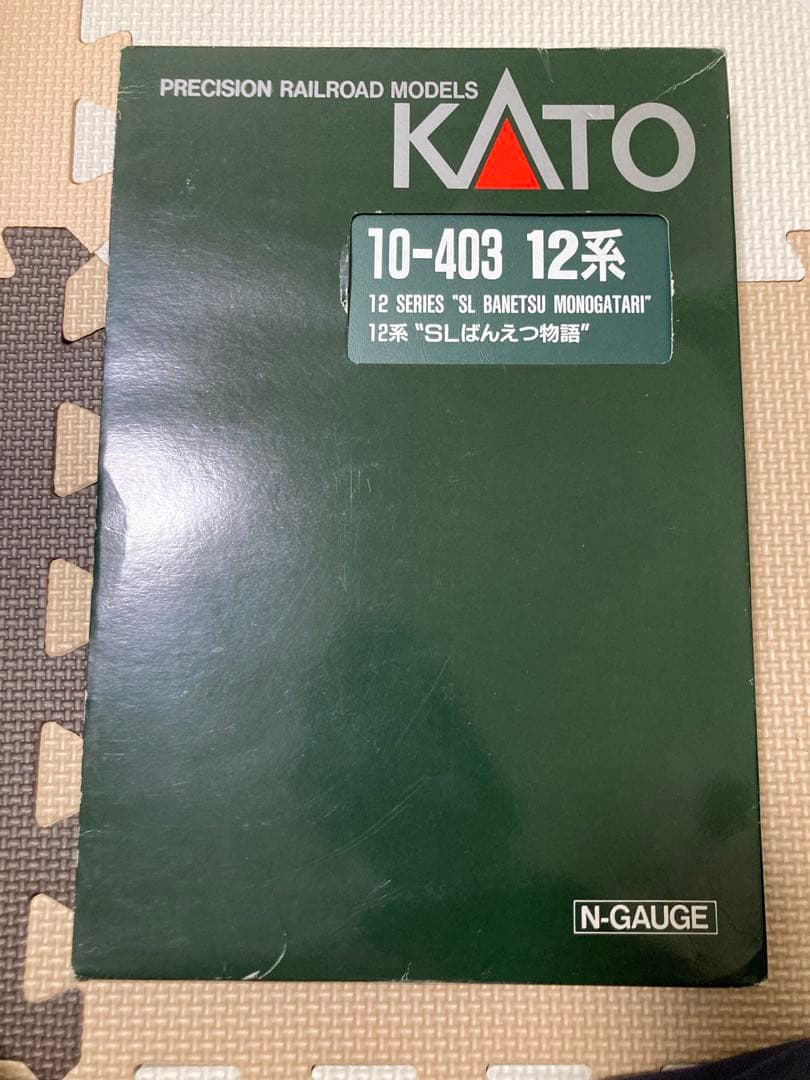 PRECISION RAILROAD MODELS
KATO
10-403 12系
12 SERIES "SL BANETSU MONOGATARI"
12系 "SLばんえつ物語"
N-GAUGE